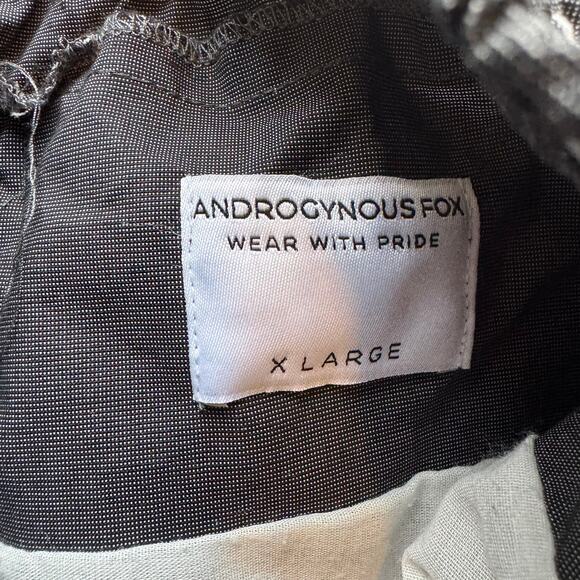 ANDROGYNOUS FOX
WEAR WITH PRIDE
X LARGE